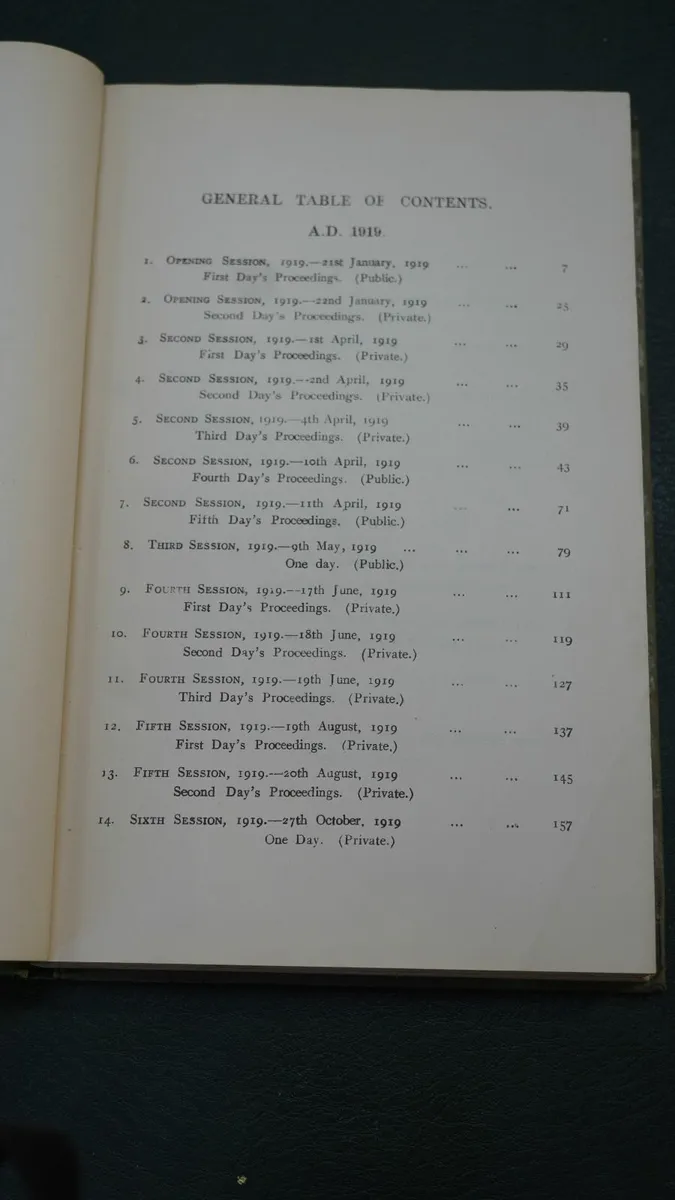 GENERAL TABLE OF CONTENTS.
A.D. 1919.
1. OPENING SESSION, 1919.—21st January, 1919 ... ... 7
First Day's Proceedings. (Public.)
2. OPENING SESSION, 1919.—22nd January, 1919 ... ... 25
Second Day's Proceedings. (Private.)
3. SECOND SESSION, 1919.—1st April, 1919 ... ... 29
First Day's Proceedings. (Private.)
4. SECOND SESSION, 1919.—2nd April, 1919 ... ... 35
Second Day's Proceedings. (Private.)
5. SECOND SESSION, 1919.—4th April, 1919 ... ... 39
Third Day's Proceedings. (Private.)
6. SECOND SESSION, 1919.—10th April, 1919 ... ... 43
Fourth Day's Proceedings. (Public.)
7. SECOND SESSION, 1919.—11th April, 1919 ... ... 71
Fifth Day's Proceedings. (Public.)
8. THIRD SESSION, 1919.—9th May, 1919 ... ... ... 79
One day. (Public.)
9. FOURTH SESSION, 1919.—17th June, 1919 ... ... 111
First Day's Proceedings. (Private.)
10. FOURTH SESSION, 1919.—18th June, 1919 ... ... 119
Second Day's Proceedings. (Private.)
11. FOURTH SESSION, 1919.—19th June, 1919 ... ... 127
Third Day's Proceedings. (Private.)
12. FIFTH SESSION, 1919.—19th August, 1919 ... ... 137
First Day's Proceedings. (Private.)
13. FIFTH SESSION, 1919.—20th August, 1919 ... ... 145
Second Day's Proceedings. (Private.)
14. SIXTH SESSION, 1919.—27th October, 1919 ... ... 157
One Day. (Private.)